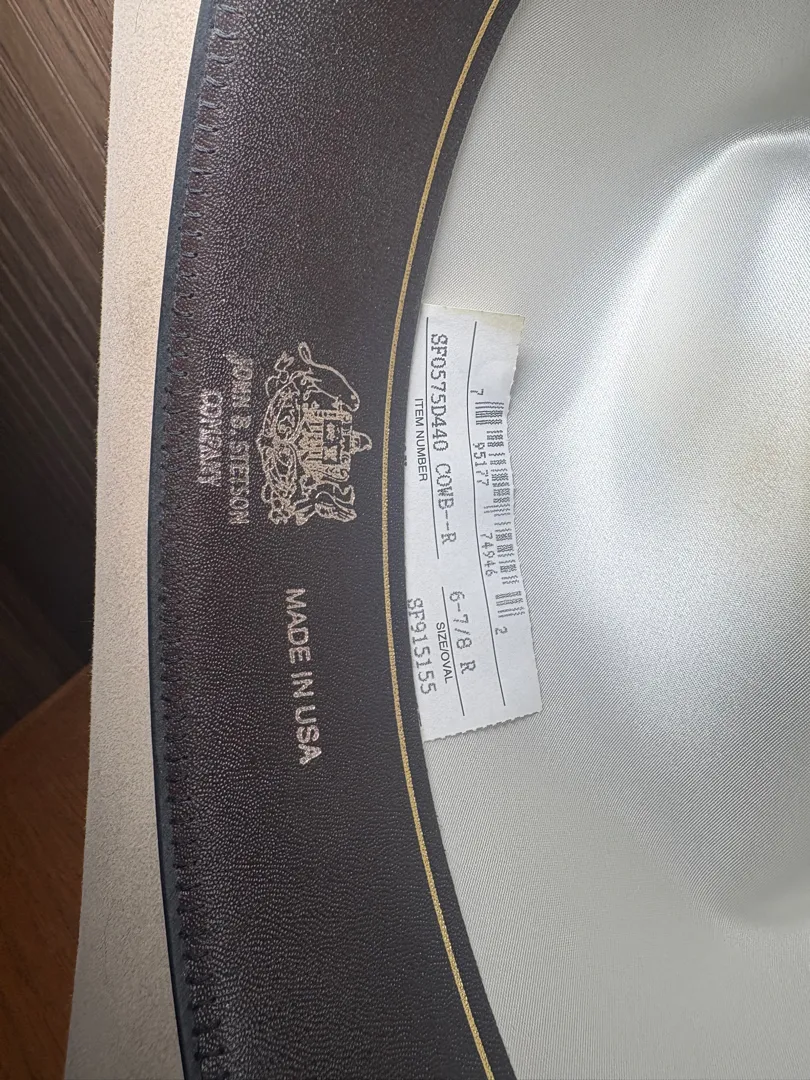 JOHN B. STETSON
COMPANY
MADE IN USA
7 95177 74946 2
SF0575D440 COWB--R
ITEM NUMBER
6-7/8 R
SIZE/OVAL
SF915155